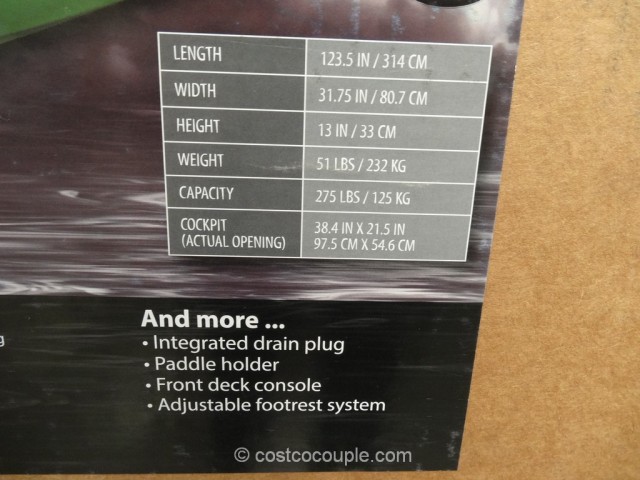 LENGTH 123.5 IN / 314 CM
WIDTH 31.75 IN / 80.7 CM
HEIGHT 13 IN / 33 CM
WEIGHT 51 LBS / 232 KG
CAPACITY 275 LBS / 125 KG
COCKPIT 38.4 IN X 21.5 IN
(ACTUAL OPENING) 97.5 CM X 54.6 CM
And more ...
• Integrated drain plug
• Paddle holder
• Front deck console
• Adjustable footrest system
© costcocouple.com